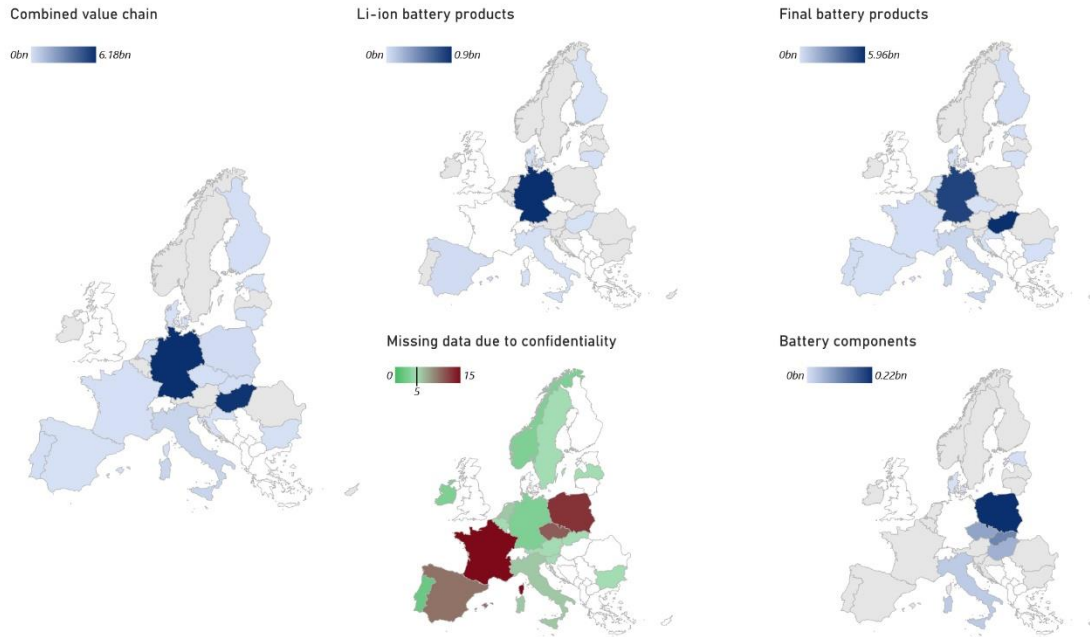 Combined value chain
0bn 6.18bn
Li-ion battery products
0bn 0.9bn
Final battery products
0bn 5.96bn
Missing data due to confidentiality
0 15
5
Battery components
0bn 0.22bn